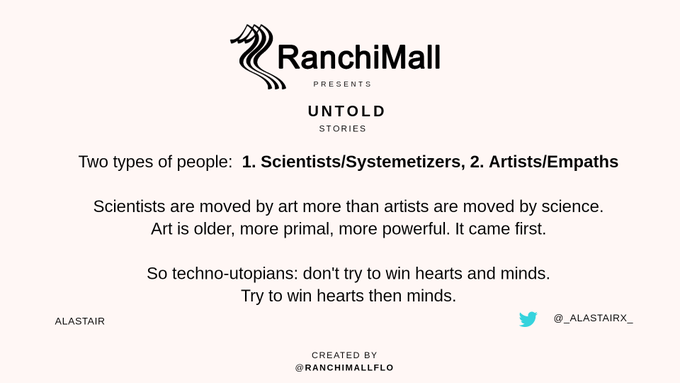 RanchiMall
PRESENTS
UNTOLD
STORIES
Two types of people: 1. Scientists/Systemetizers, 2. Artists/Empaths
Scientists are moved by art more than artists are moved by science.
Art is older, more primal, more powerful. It came first.
So techno-utopians: don't try to win hearts and minds.
Try to win hearts then minds.
ALASTAIR
@_ALASTAIRX_
CREATED BY
@RANCHIMALLFLO